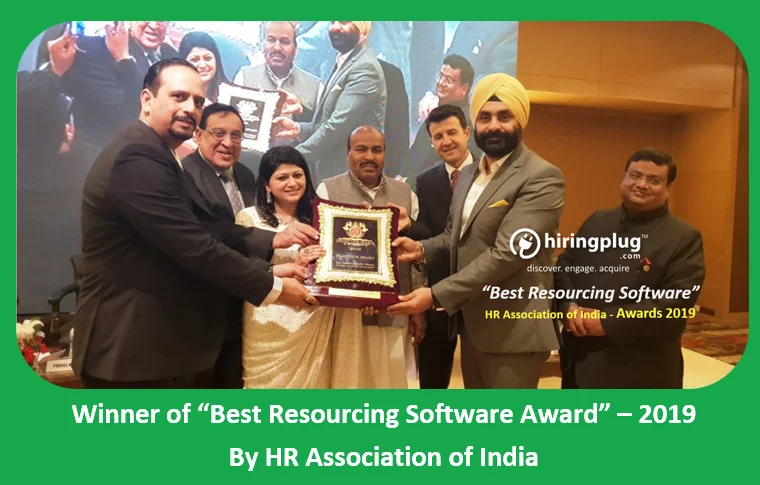 hiringplug™
.com
discover. engage. acquire
“Best Resourcing Software”
HR Association of India - Awards 2019
Winner of “Best Resourcing Software Award” – 2019
By HR Association of India